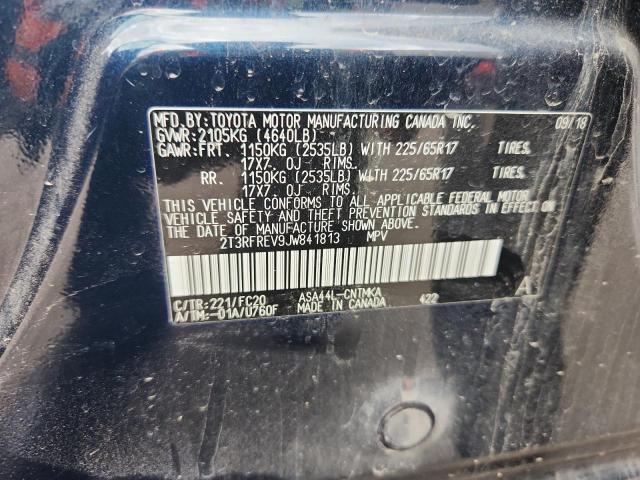 MFD.BY:TOYOTA MOTOR MANUFACTURING CANADA INC. 09/18
GVWR:2105KG (4640LB)
GAWR:FRT. 1150KG (2535LB) WITH 225/65R17 TIRES,
17X7.0J RIMS.
RR. 1150KG (2535LB) WITH 225/65R17 TIRES,
17X7.0J RIMS.
THIS VEHICLE CONFORMS TO ALL APPLICABLE FEDERAL MOTOR
VEHICLE SAFETY AND THEFT PREVENTION STANDARDS IN EFFECT ON
THE DATE OF MANUFACTURE SHOWN ABOVE.
2T3RFREV9JW841813 MPV
C/TR:221/FC20 ASA44L-CNTMKA 422 A
A/TM:-01A/U760F MADE IN CANADA